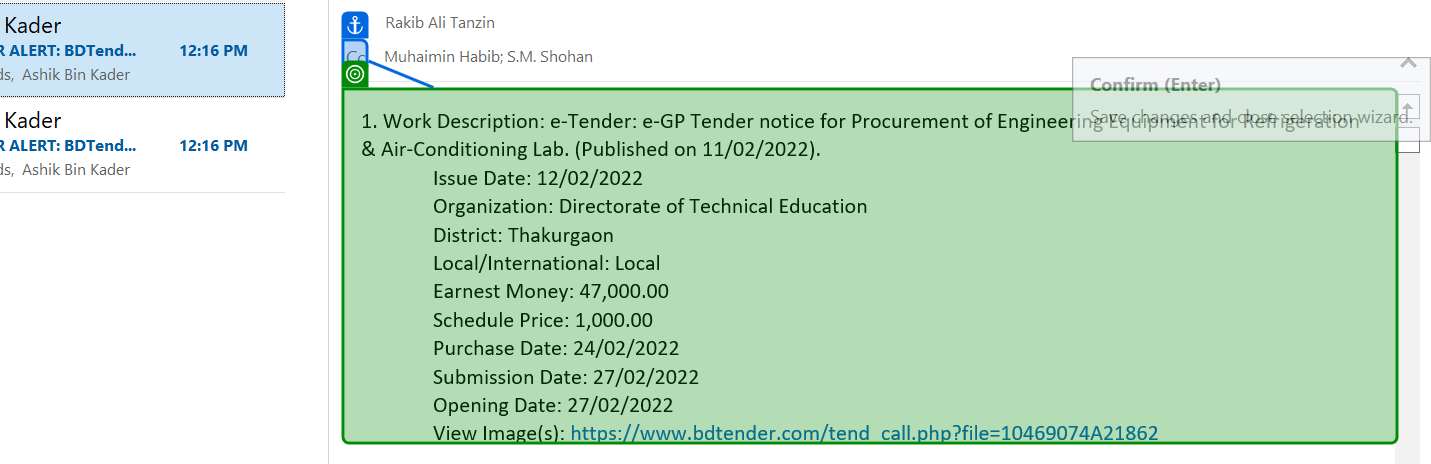 Kader
R ALERT: BDTend... 12:16 PM
ds, Ashik Bin Kader
Kader
R ALERT: BDTend... 12:16 PM
ds, Ashik Bin Kader
Rakib Ali Tanzin
Cc
Muhaimin Habib; S.M. Shohan
Confirm (Enter)
Save changes and close selection wizard.
1. Work Description: e-Tender: e-GP Tender notice for Procurement of Engineering Equipment for Refrigeration
& Air-Conditioning Lab. (Published on 11/02/2022).
Issue Date: 12/02/2022
Organization: Directorate of Technical Education
District: Thakurgaon
Local/International: Local
Earnest Money: 47,000.00
Schedule Price: 1,000.00
Purchase Date: 24/02/2022
Submission Date: 27/02/2022
Opening Date: 27/02/2022
View Image(s): https://www.bdtender.com/tend_call.php?file=10469074A21862